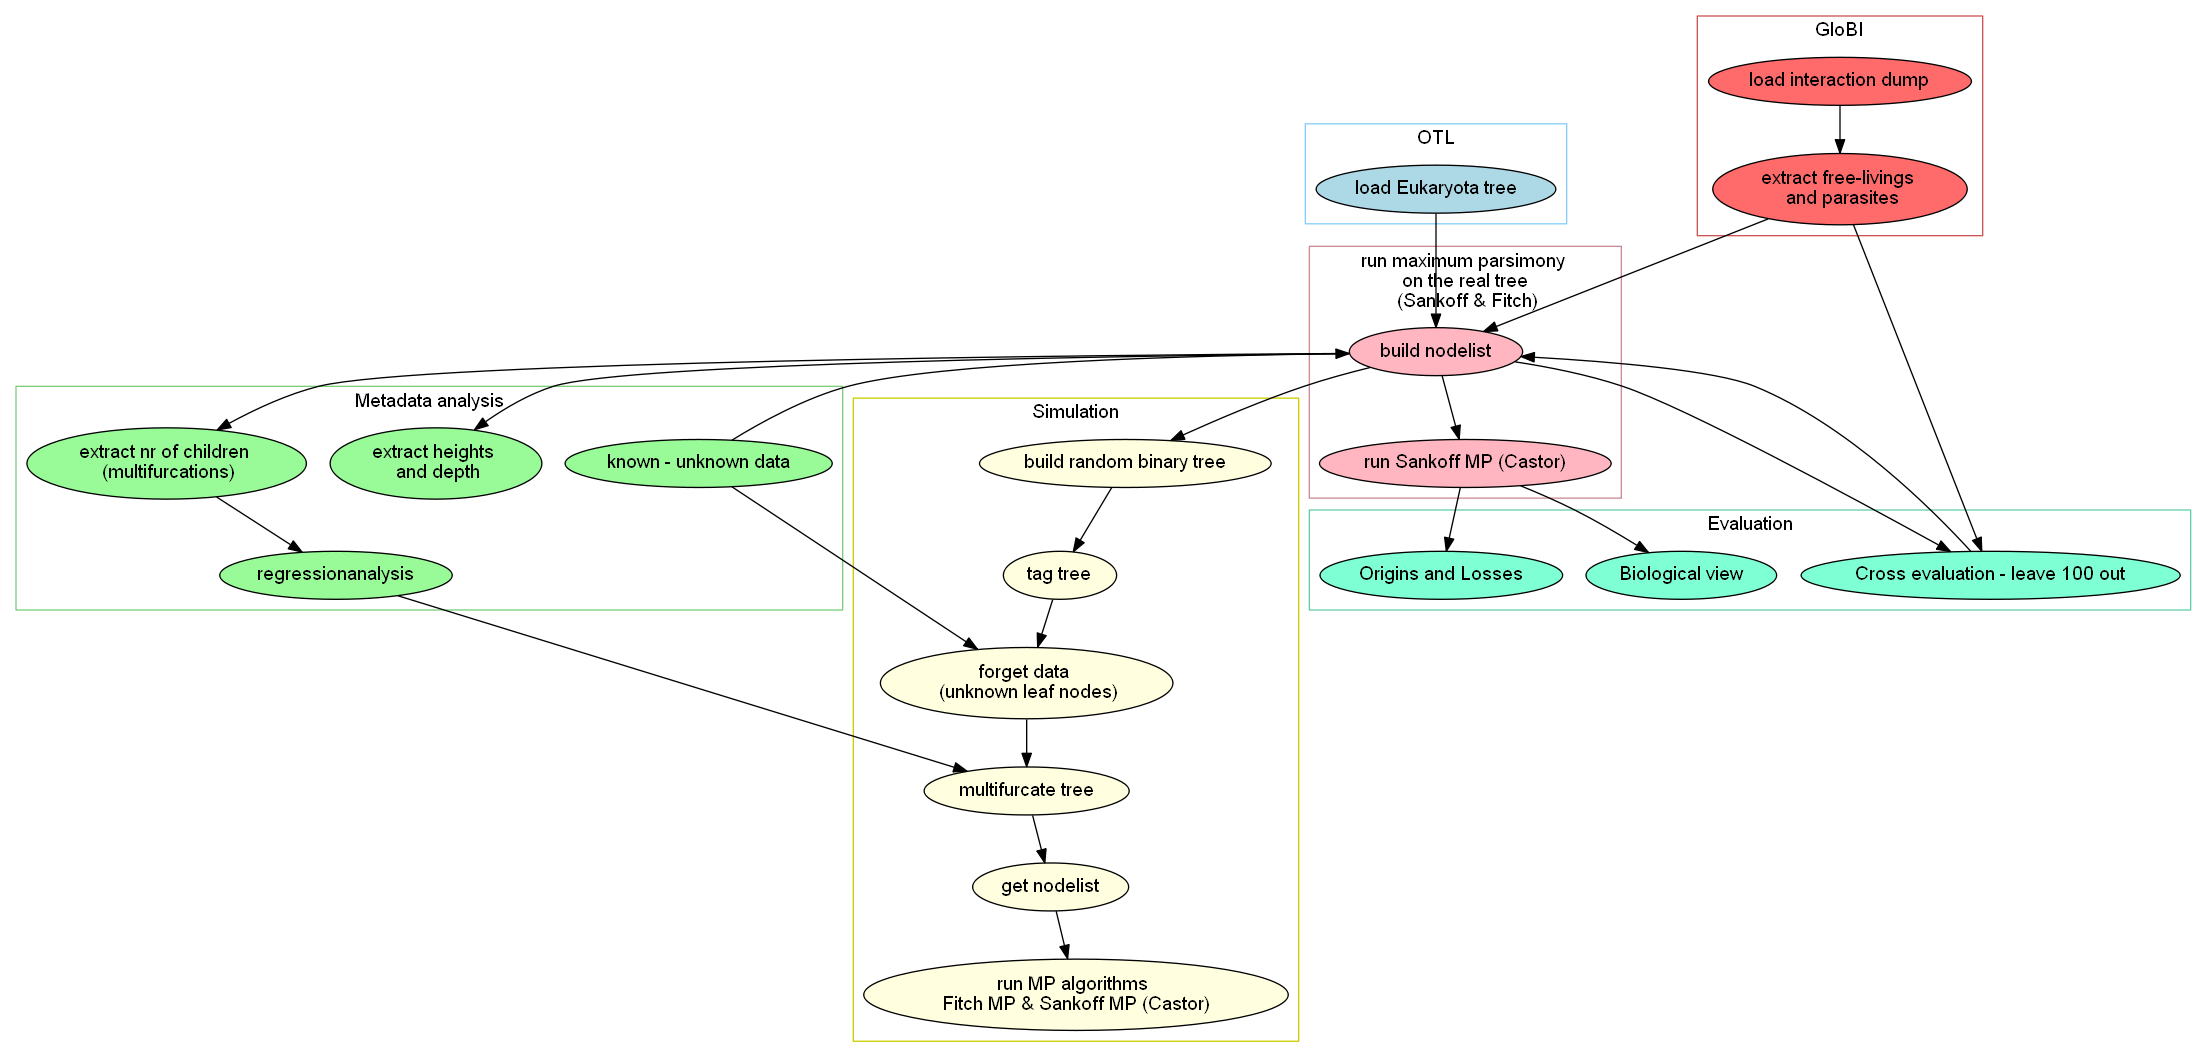 GloBI
load interaction dump
extract free-livings
and parasites
OTL
load Eukaryota tree
run maximum parsimony
on the real tree
(Sankoff & Fitch)
build nodelist
run Sankoff MP (Castor)
Metadata analysis
extract nr of children
(multifurcations)
extract heights
and depth
known - unknown data
regressionanalysis
Simulation
build random binary tree
tag tree
forget data
(unknown leaf nodes)
multifurcate tree
get nodelist
run MP algorithms
Fitch MP & Sankoff MP (Castor)
Evaluation
Origins and Losses
Biological view
Cross evaluation - leave 100 out